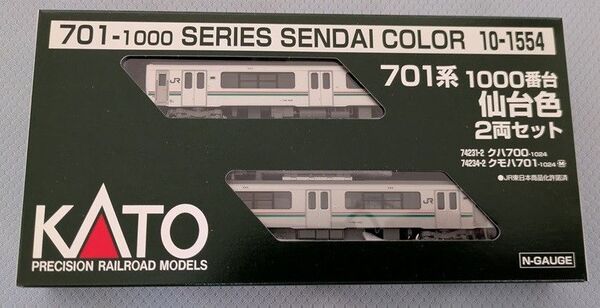 701-1000 SERIES SENDAI COLOR 10-1554
701系 1000番台
仙台色
2両セット
74231-2 クハ700-1024
74234-2 クモハ701-1024 M
●JR東日本商品化許諾済
JR
JR
KATO
PRECISION RAILROAD MODELS
N-GAUGE